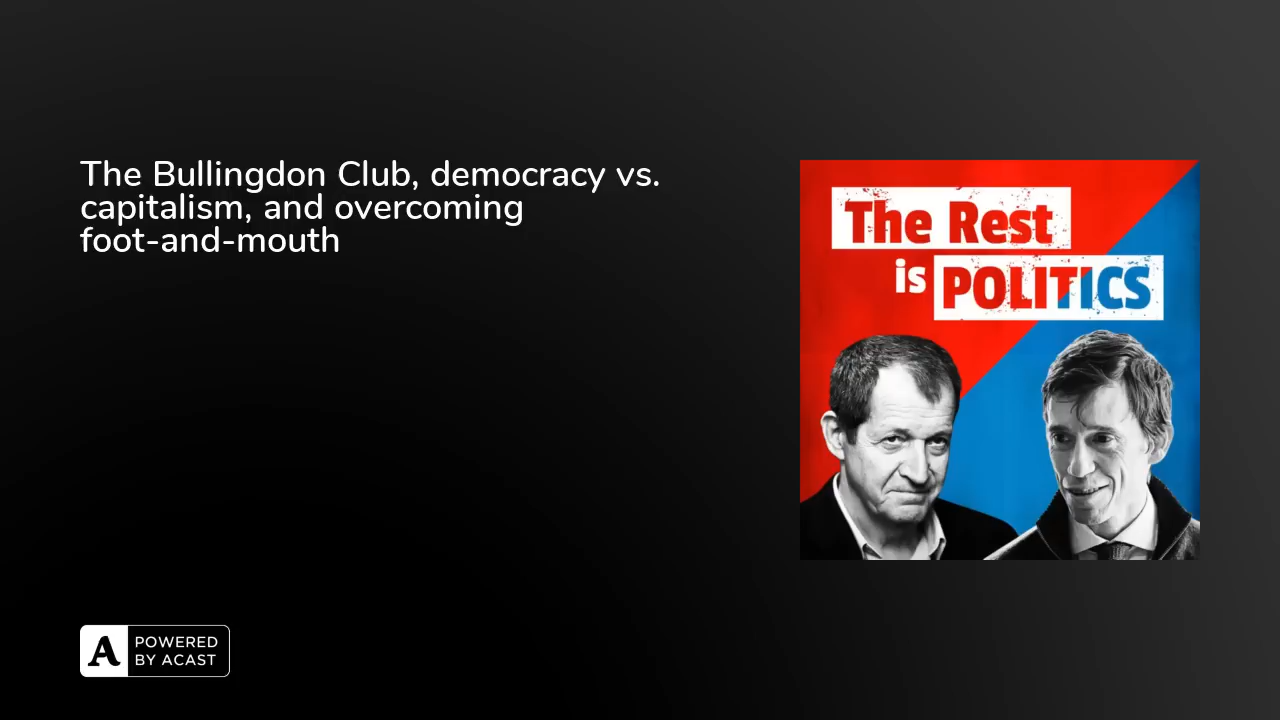 The Bullingdon Club, democracy vs.
capitalism, and overcoming
foot-and-mouth
The Rest
is POLITICS
A POWERED
BY ACAST